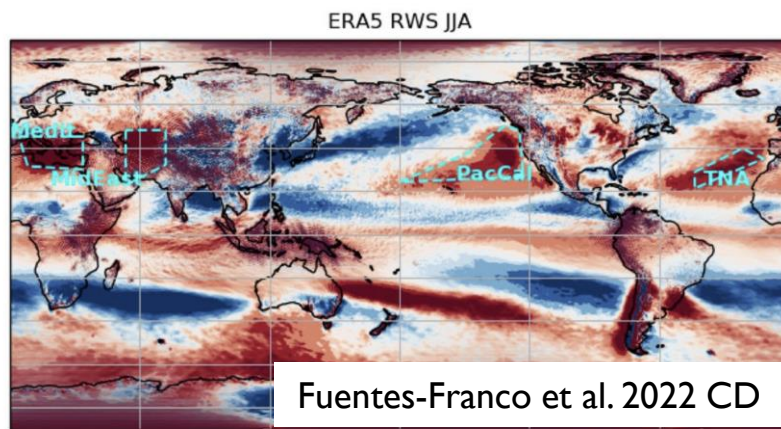 ERA5 RWS JJA
Medit
MidEast
PacCal
TNA
Fuentes-Franco et al. 2022 CD